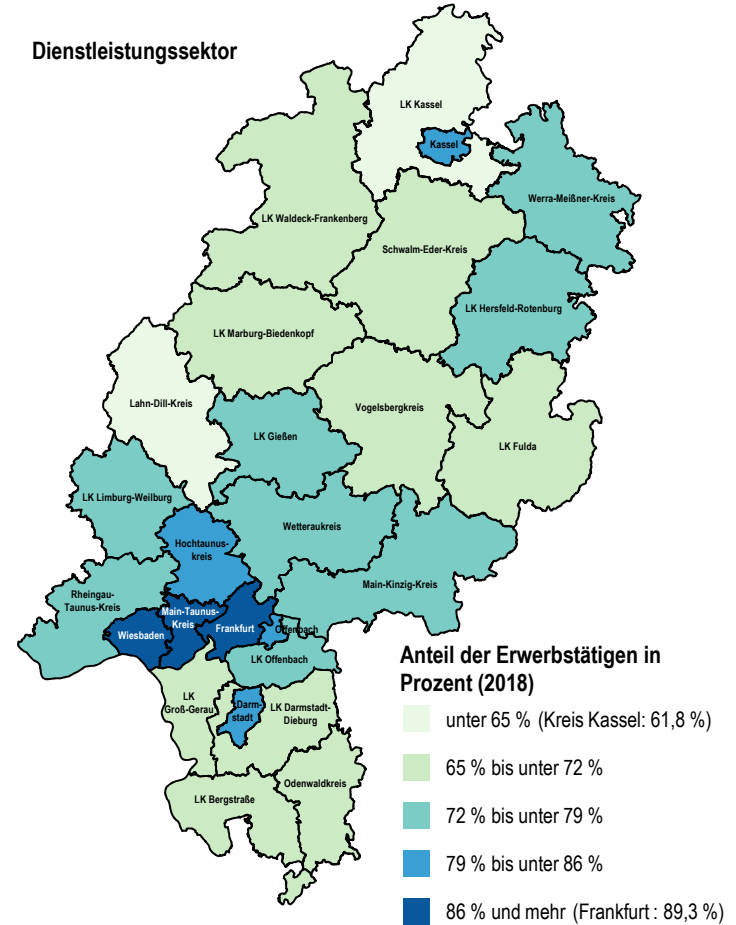 Dienstleistungssektor
LK Kassel
Kassel
Werra-Meißner-Kreis
LK Waldeck-Frankenberg
Schwalm-Eder-Kreis
LK Hersfeld-Rotenburg
LK Marburg-Biedenkopf
Lahn-Dill-Kreis
Vogelsbergkreis
LK Gießen
LK Fulda
LK Limburg-Weilburg
Wetteraukreis
Hochtaunus-
kreis
Main-Kinzig-Kreis
Rheingau-
Taunus-Kreis
Main-Taunus-
Kreis
Wiesbaden
Frankfurt
Offenbach
LK Offenbach
LK
Groß-Gerau
Darm-
stadt
LK Darmstadt-
Dieburg
Odenwaldkreis
LK Bergstraße
Anteil der Erwerbstätigen in
Prozent (2018)
unter 65 % (Kreis Kassel: 61,8 %)
65 % bis unter 72 %
72 % bis unter 79 %
79 % bis unter 86 %
86 % und mehr (Frankfurt : 89,3 %)